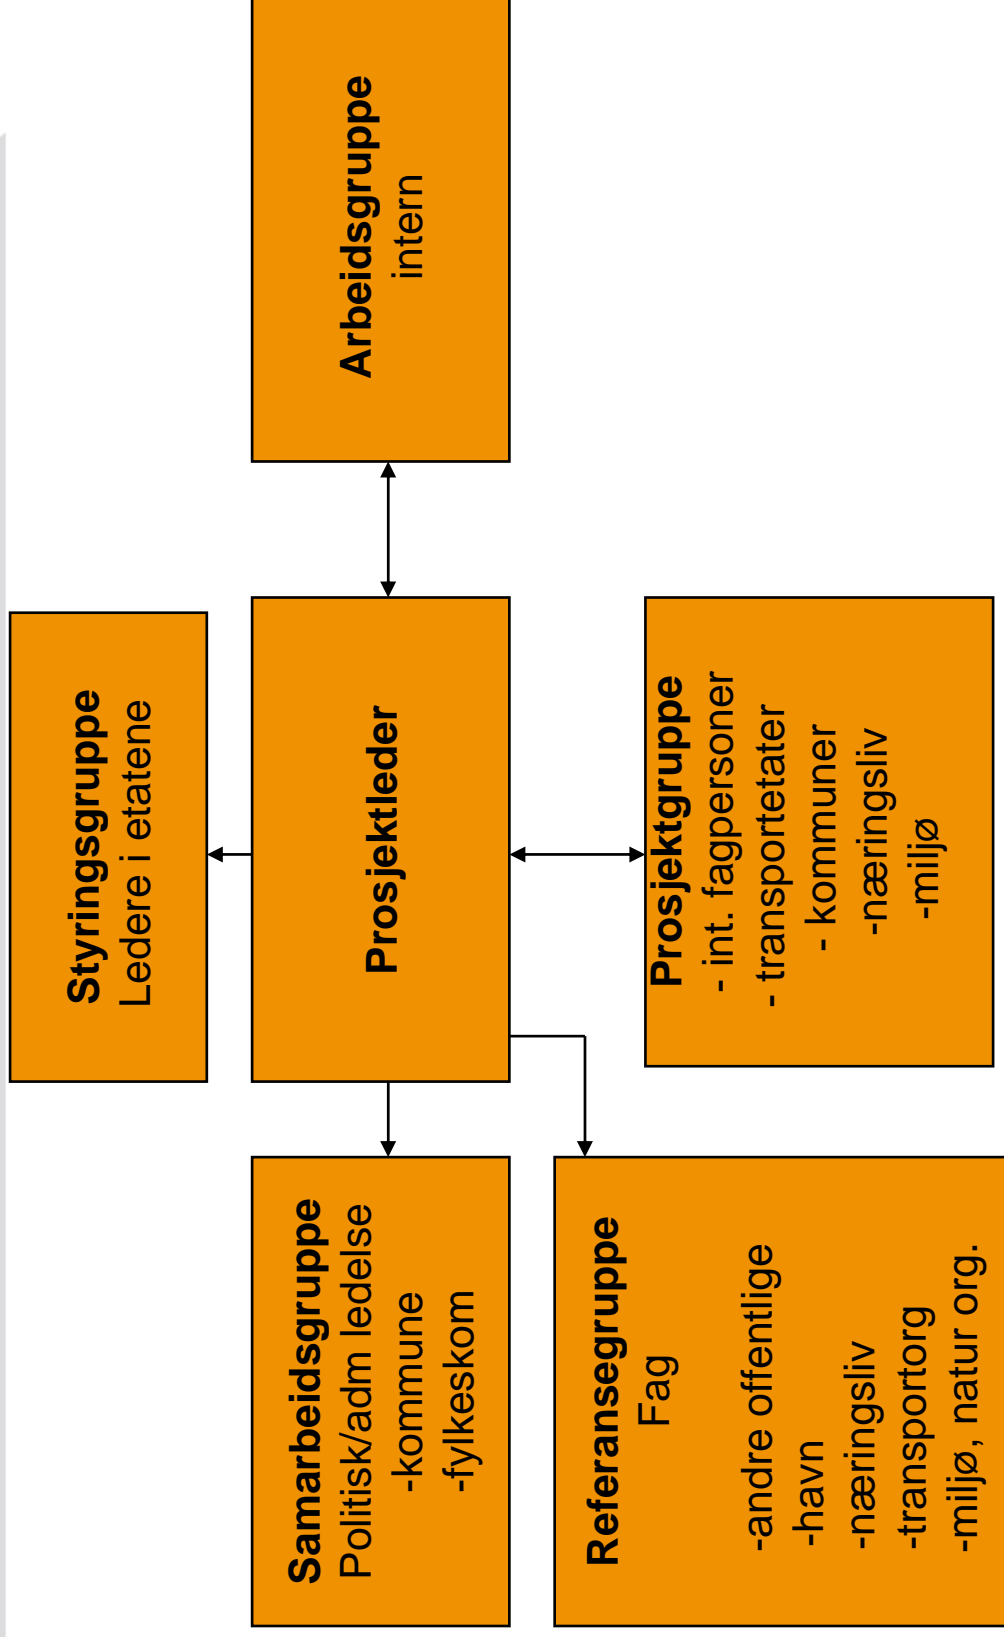 Styringsgruppe
Ledere i etatene
Samarbeidsgruppe
Politisk/adm ledelse
-kommune
-fylkeskom
Prosjektleder
Arbeidsgruppe
intern
Referansegruppe
Fag
-andre offentlige
-havn
-næringsliv
-transportorg
-miljø, natur org.
Prosjektgruppe
- int. fagpersoner
- transportetater
- kommuner
-næringsliv
-miljø